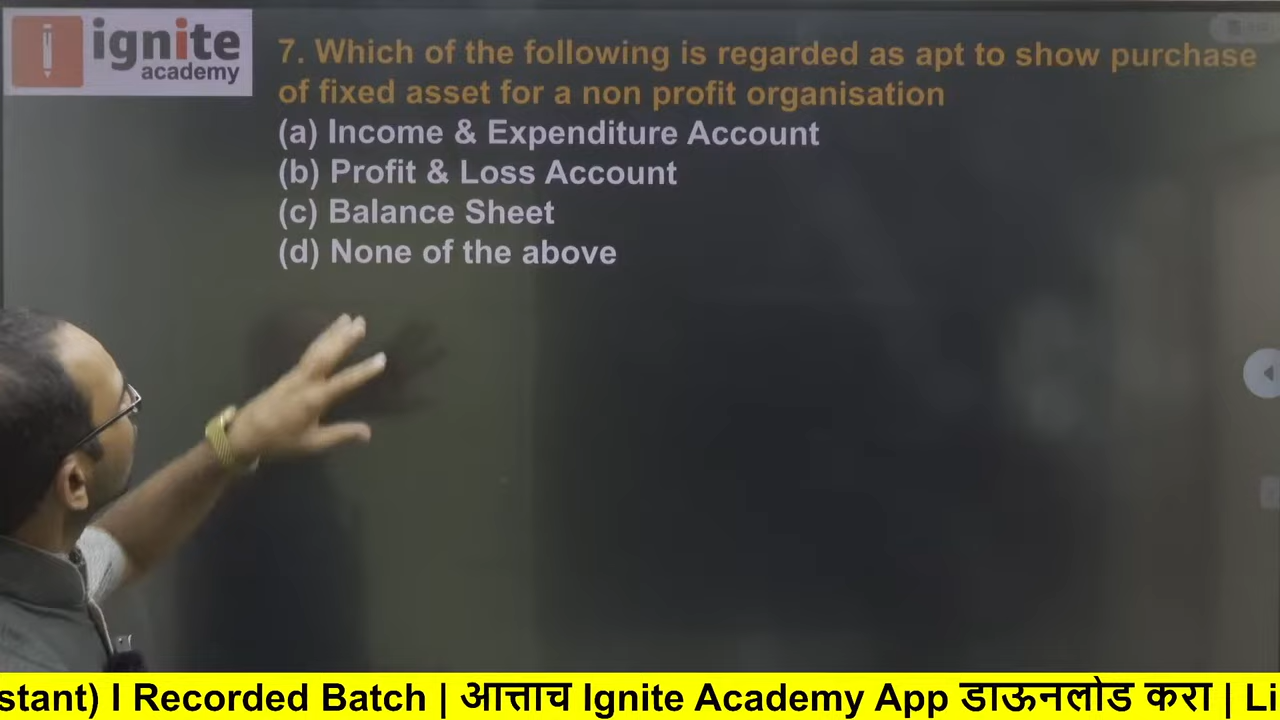 ignite
academy
7. Which of the following is regarded as apt to show purchase
of fixed asset for a non profit organisation
(a) Income & Expenditure Account
(b) Profit & Loss Account
(c) Balance Sheet
(d) None of the above
stant) I Recorded Batch | आत्ताच Ignite Academy App डाऊनलोड करा | Li